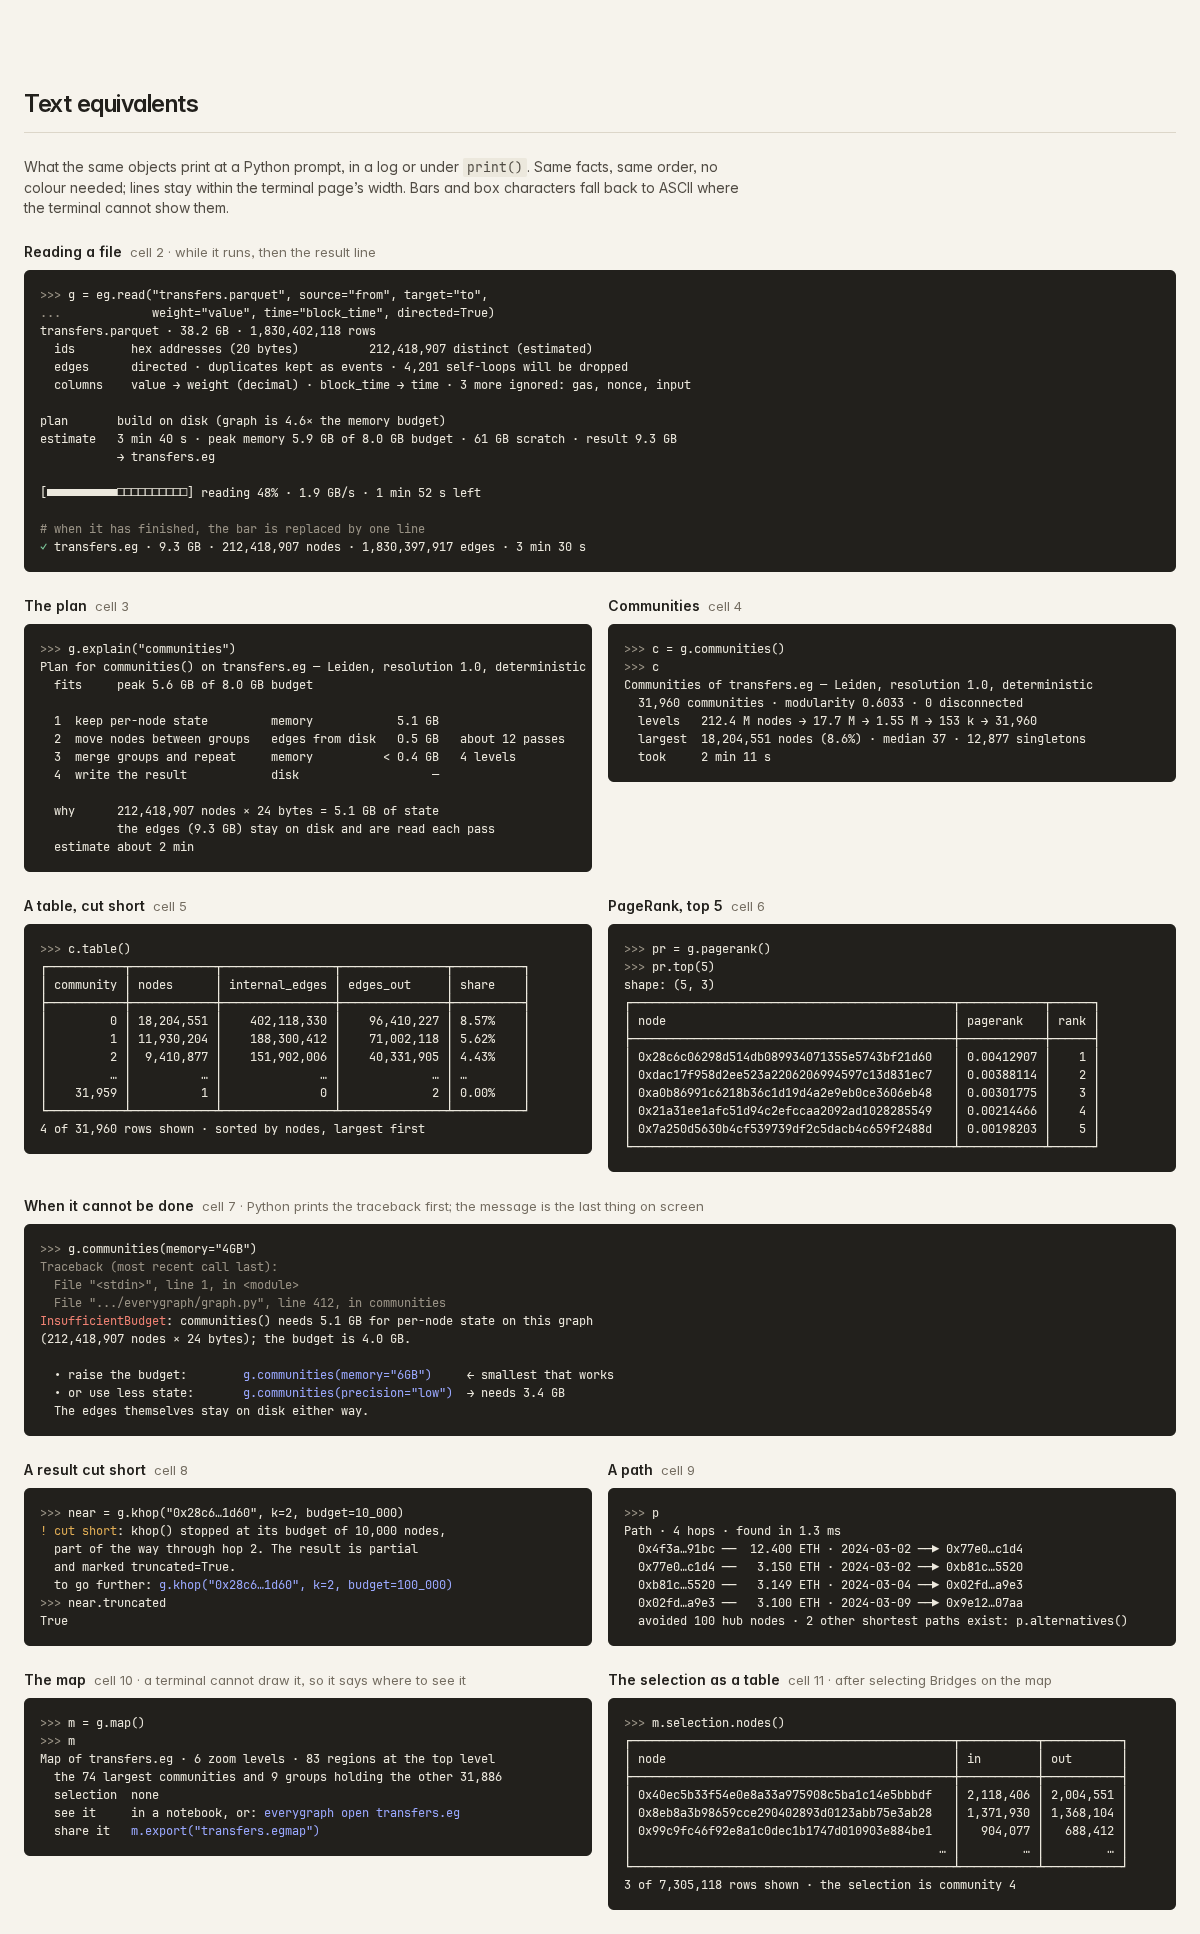 Text equivalents
What the same objects print at a Python prompt, in a log or under print(). Same facts, same order, no
colour needed; lines stay within the terminal page’s width. Bars and box characters fall back to ASCII where
the terminal cannot show them.
Reading a file cell 2 · while it runs, then the result line
>>> g = eg.read("transfers.parquet", source="from", target="to",
...             weight="value", time="block_time", directed=True)
transfers.parquet · 38.2 GB · 1,830,402,118 rows
  ids        hex addresses (20 bytes)          212,418,907 distinct (estimated)
  edges      directed · duplicates kept as events · 4,201 self-loops will be dropped
  columns    value → weight (decimal) · block_time → time · 3 more ignored: gas, nonce, input
plan       build on disk (graph is 4.6× the memory budget)
estimate   3 min 40 s · peak memory 5.9 GB of 8.0 GB budget · 61 GB scratch · result 9.3 GB
           → transfers.eg
[■■■■■■■■■■□□□□□□□□□□] reading 48% · 1.9 GB/s · 1 min 52 s left
# when it has finished, the bar is replaced by one line
✓ transfers.eg · 9.3 GB · 212,418,907 nodes · 1,830,397,917 edges · 3 min 30 s
The plan cell 3
>>> g.explain("communities")
Plan for communities() on transfers.eg — Leiden, resolution 1.0, deterministic
  fits     peak 5.6 GB of 8.0 GB budget
  1  keep per-node state         memory            5.1 GB
  2  move nodes between groups   edges from disk   0.5 GB   about 12 passes
  3  merge groups and repeat     memory          < 0.4 GB   4 levels
  4  write the result            disk                   —
  why      212,418,907 nodes × 24 bytes = 5.1 GB of state
           the edges (9.3 GB) stay on disk and are read each pass
  estimate about 2 min
Communities cell 4
>>> c = g.communities()
>>> c
Communities of transfers.eg — Leiden, resolution 1.0, deterministic
  31,960 communities · modularity 0.6033 · 0 disconnected
  levels   212.4 M nodes → 17.7 M → 1.55 M → 153 k → 31,960
  largest  18,204,551 nodes (8.6%) · median 37 · 12,877 singletons
  took     2 min 11 s
A table, cut short cell 5
>>> c.table()
community │ nodes │ internal_edges │ edges_out │ share
0 │ 18,204,551 │ 402,118,330 │ 96,410,227 │ 8.57%
1 │ 11,930,204 │ 188,300,412 │ 71,002,118 │ 5.62%
2 │ 9,410,877 │ 151,902,006 │ 40,331,905 │ 4.43%
… │ … │ … │ … │ …
31,959 │ 1 │ 0 │ 2 │ 0.00%
4 of 31,960 rows shown · sorted by nodes, largest first
PageRank, top 5 cell 6
>>> pr = g.pagerank()
>>> pr.top(5)
shape: (5, 3)
node │ pagerank │ rank
0x28c6c06298d514db089934071355e5743bf21d60 │ 0.00412907 │ 1
0xdac17f958d2ee523a2206206994597c13d831ec7 │ 0.00388114 │ 2
0xa0b86991c6218b36c1d19d4a2e9eb0ce3606eb48 │ 0.00301775 │ 3
0x21a31ee1afc51d94c2efccaa2092ad1028285549 │ 0.00214466 │ 4
0x7a250d5630b4cf539739df2c5dacb4c659f2488d │ 0.00198203 │ 5
When it cannot be done cell 7 · Python prints the traceback first; the message is the last thing on screen
>>> g.communities(memory="4GB")
Traceback (most recent call last):
  File "<stdin>", line 1, in <module>
  File ".../everygraph/graph.py", line 412, in communities
InsufficientBudget: communities() needs 5.1 GB for per-node state on this graph
(212,418,907 nodes × 24 bytes); the budget is 4.0 GB.
  • raise the budget:        g.communities(memory="6GB")     ← smallest that works
  • or use less state:       g.communities(precision="low")  → needs 3.4 GB
  The edges themselves stay on disk either way.
A result cut short cell 8
>>> near = g.khop("0x28c6…1d60", k=2, budget=10_000)
! cut short: khop() stopped at its budget of 10,000 nodes,
  part of the way through hop 2. The result is partial
  and marked truncated=True.
  to go further: g.khop("0x28c6…1d60", k=2, budget=100_000)
>>> near.truncated
True
A path cell 9
>>> p
Path · 4 hops · found in 1.3 ms
  0x4f3a…91bc ──  12.400 ETH · 2024-03-02 ──▶ 0x77e0…c1d4
  0x77e0…c1d4 ──   3.150 ETH · 2024-03-02 ──▶ 0xb81c…5520
  0xb81c…5520 ──   3.149 ETH · 2024-03-04 ──▶ 0x02fd…a9e3
  0x02fd…a9e3 ──   3.100 ETH · 2024-03-09 ──▶ 0x9e12…07aa
  avoided 100 hub nodes · 2 other shortest paths exist: p.alternatives()
The map cell 10 · a terminal cannot draw it, so it says where to see it
>>> m = g.map()
>>> m
Map of transfers.eg · 6 zoom levels · 83 regions at the top level
  the 74 largest communities and 9 groups holding the other 31,886
  selection  none
  see it     in a notebook, or: everygraph open transfers.eg
  share it   m.export("transfers.egmap")
The selection as a table cell 11 · after selecting Bridges on the map
>>> m.selection.nodes()
node │ in │ out
0x40ec5b33f54e0e8a33a975908c5ba1c14e5bbbdf │ 2,118,406 │ 2,004,551
0x8eb8a3b98659cce290402893d0123abb75e3ab28 │ 1,371,930 │ 1,368,104
0x99c9fc46f92e8a1c0dec1b1747d010903e884be1 │ 904,077 │ 688,412
… │ … │ …
3 of 7,305,118 rows shown · the selection is community 4